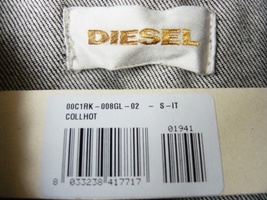 DIESEL
00C1RK-008GL-02 - S-IT
COLLHOT
01941
8 033238 417717